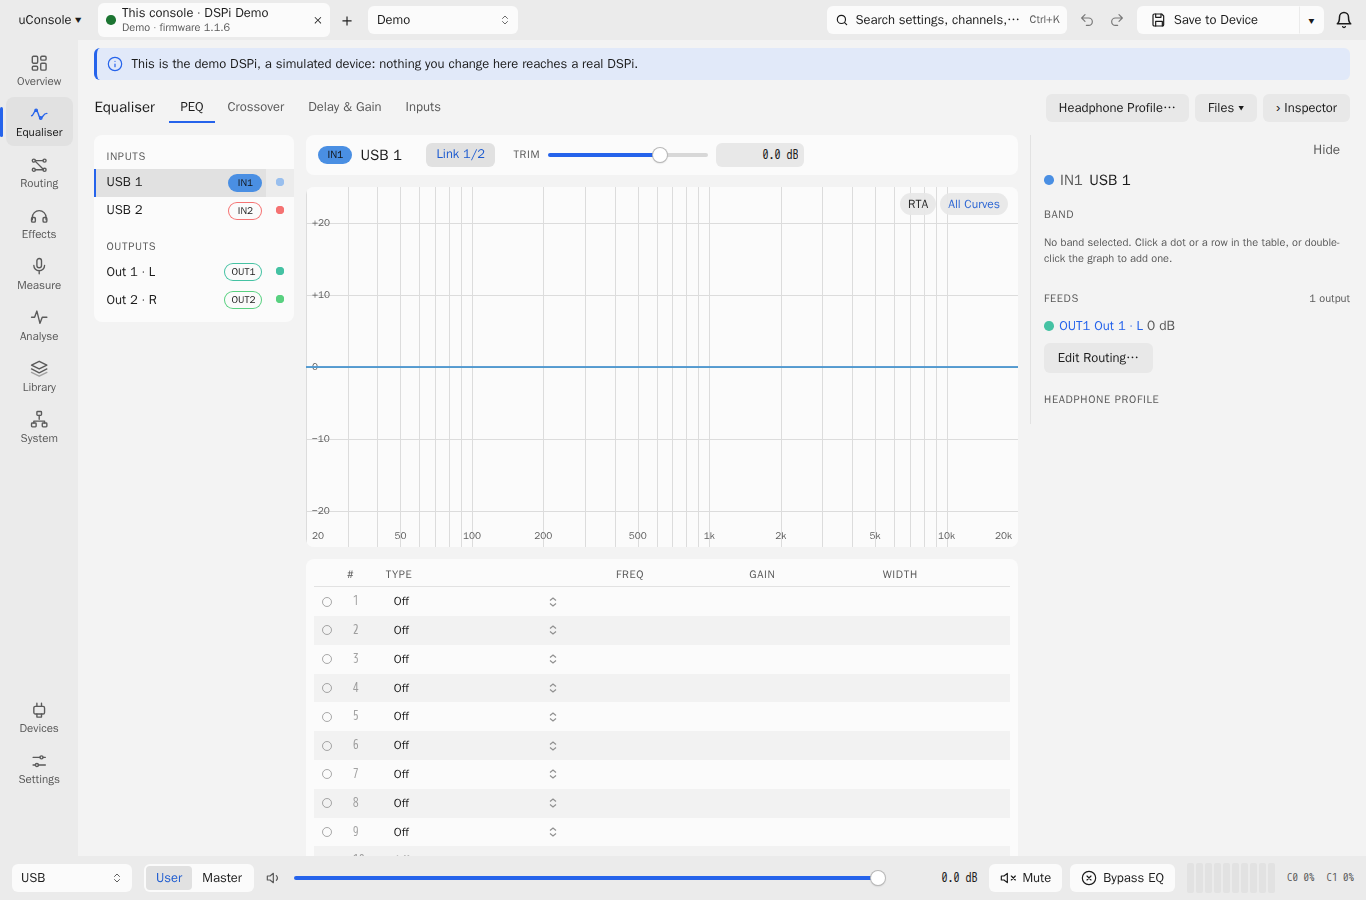 uConsole ▾
This console · DSPi Demo
Demo · firmware 1.1.6
Demo
Search settings, channels,⋯ Ctrl+K
Save to Device
Overview
Equaliser
Routing
Effects
Measure
Analyse
Library
System
Devices
Settings
This is the demo DSPi, a simulated device: nothing you change here reaches a real DSPi.
Equaliser PEQ Crossover Delay & Gain Inputs
Headphone Profile⋯ Files ▾ › Inspector
INPUTS
USB 1 IN1
USB 2 IN2
OUTPUTS
Out 1 · L OUT1
Out 2 · R OUT2
IN1 USB 1 Link 1/2 TRIM 0.0 dB
RTA All Curves
+20
+10
0
−10
−20
20 50 100 200 500 1k 2k 5k 10k 20k
# TYPE FREQ GAIN WIDTH
1 Off
2 Off
3 Off
4 Off
5 Off
6 Off
7 Off
8 Off
9 Off
Hide
IN1 USB 1
BAND
No band selected. Click a dot or a row in the table, or double-
click the graph to add one.
FEEDS 1 output
OUT1 Out 1 · L 0 dB
Edit Routing⋯
HEADPHONE PROFILE
USB User Master 0.0 dB Mute Bypass EQ C0 0% C1 0%